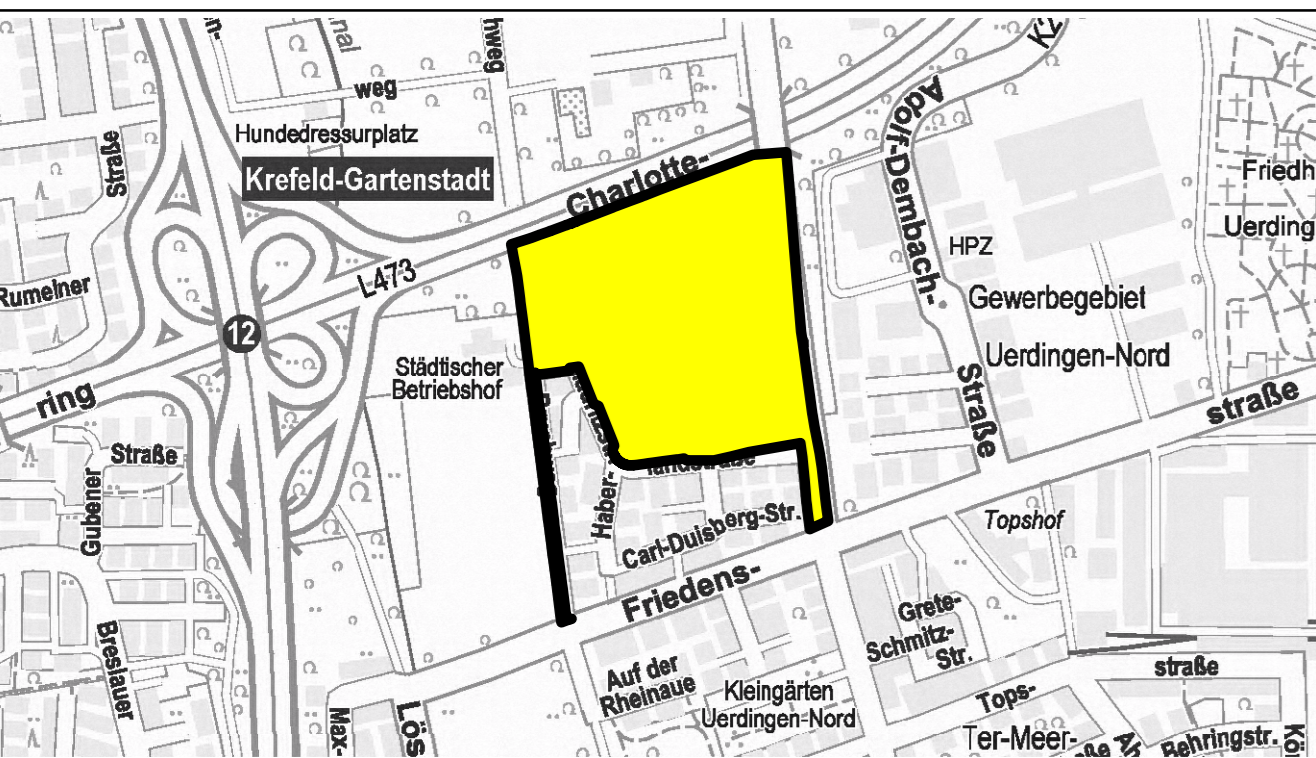 weg
Hundedressurplatz
Krefeld-Gartenstadt
Charlotte-
L473
12
ring
Rumelner
Straße
Straße
Gubener
Breslauer
Städtischer
Betriebshof
Haber-
Carl-Duisberg-Str.
Friedens-
straße
Adolf-Dembach-
Straße
HPZ
Gewerbegebiet
Uerdingen-Nord
Friedh
Uerding
Topshof
Grete-
Schmitz-
Str.
Auf der
Rheinaue
Kleingärten
Uerdingen-Nord
Tops-
straße
Ter-Meer-
Behringstr.
Max-
Lös
Köl